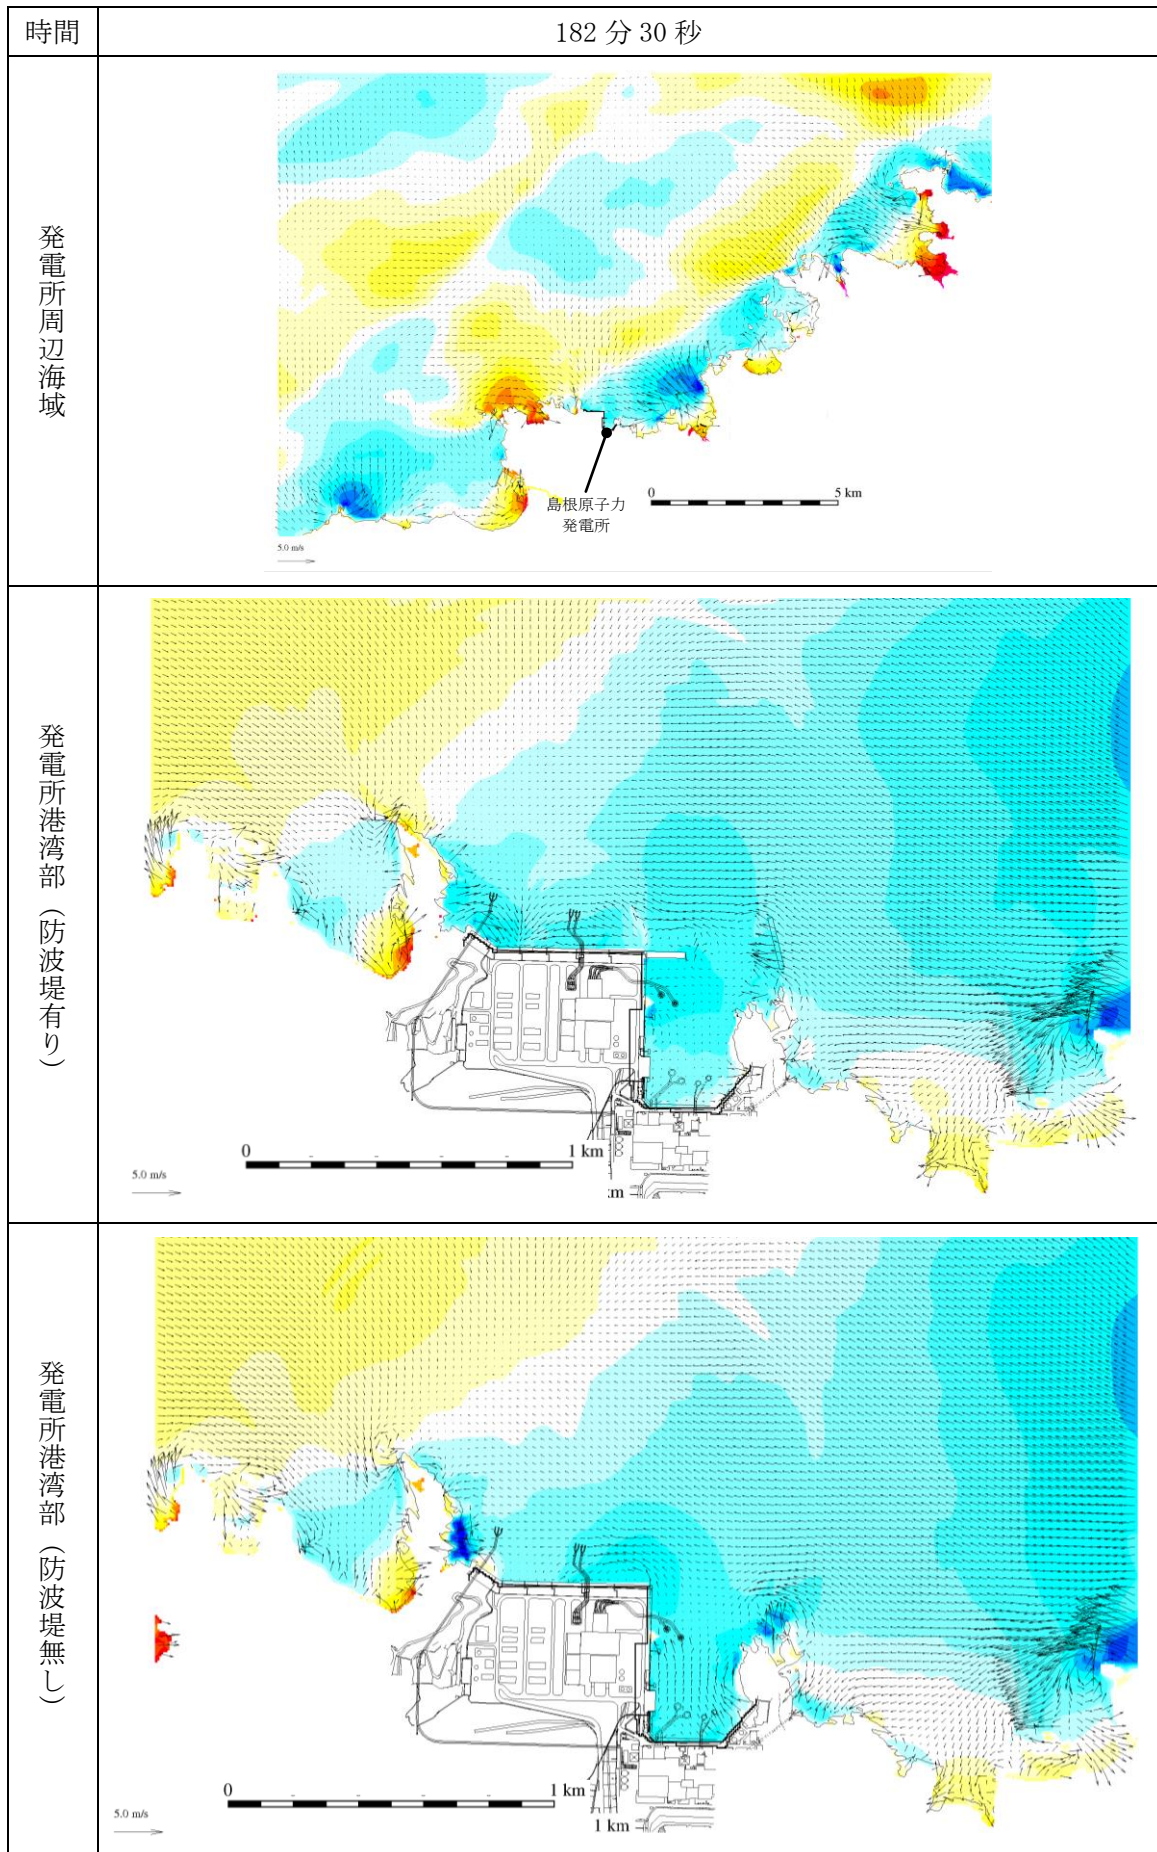 時間
182 分 30 秒
発電所周辺海域
島根原子力
発電所
0
5 km
5.0 m/s
発電所港湾部（防波堤有り）
0
1 km
5.0 m/s
:m
発電所港湾部（防波堤無し）
0
1 km
5.0 m/s
1 km